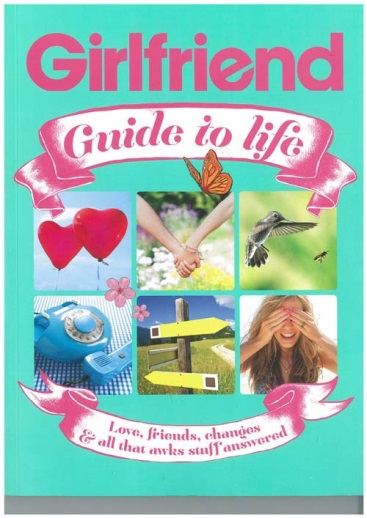 Girlfriend
Guide to life
Love, friends, changes
& all that awks stuff answered